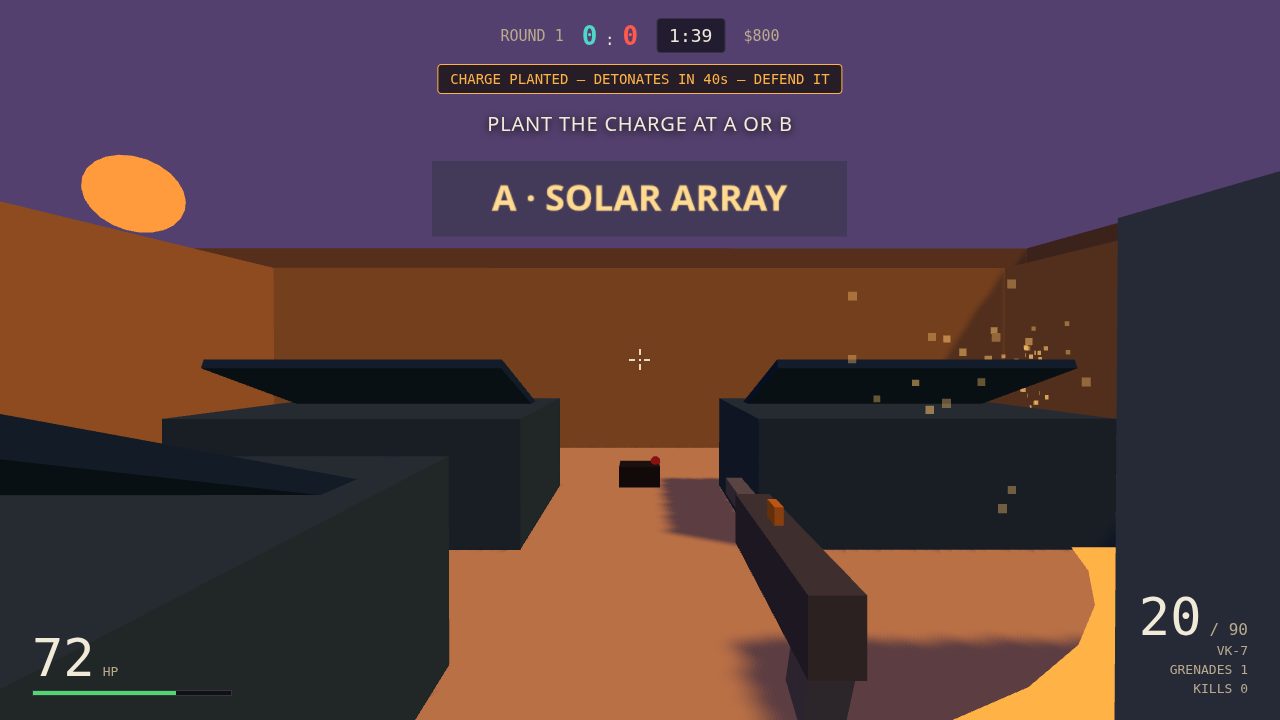 ROUND 1 0 : 0 1:39 $800
CHARGE PLANTED — DETONATES IN 40s — DEFEND IT
PLANT THE CHARGE AT A OR B
A · SOLAR ARRAY
72 HP
20 / 90
VK-7
GRENADES 1
KILLS 0